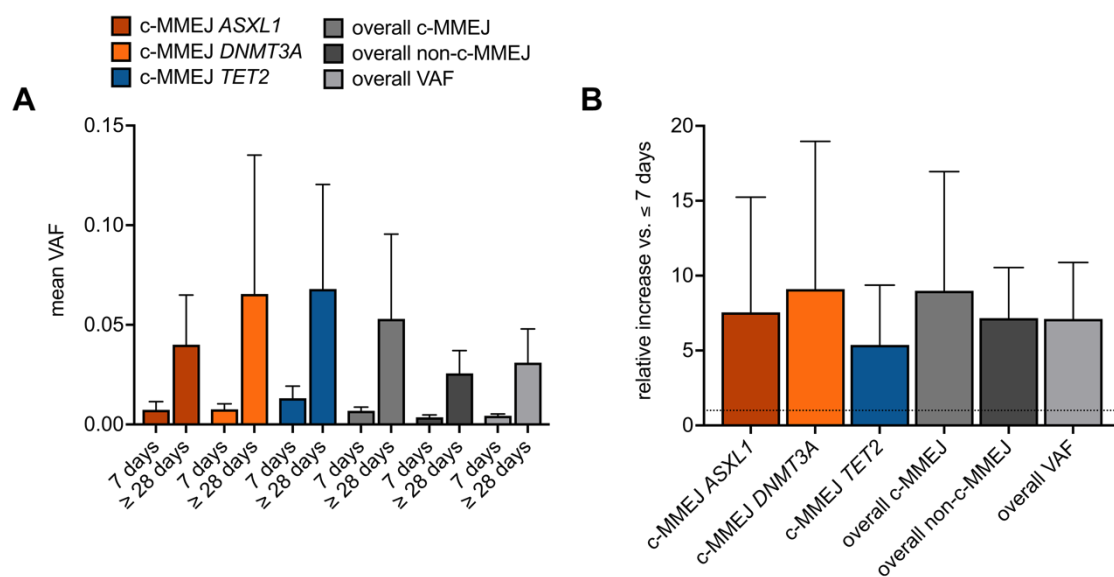 c-MMEJ ASXL1
c-MMEJ DNMT3A
c-MMEJ TET2
overall c-MMEJ
overall non-c-MMEJ
overall VAF
A
mean VAF
0.15
0.10
0.05
0.00
7 days
≥ 28 days
7 days
≥ 28 days
7 days
≥ 28 days
7 days
≥ 28 days
7 days
≥ 28 days
7 days
≥ 28 days
B
relative increase vs. ≤ 7 days
20
15
10
5
0
c-MMEJ ASXL1
c-MMEJ DNMT3A
c-MMEJ TET2
overall c-MMEJ
overall non-c-MMEJ
overall VAF